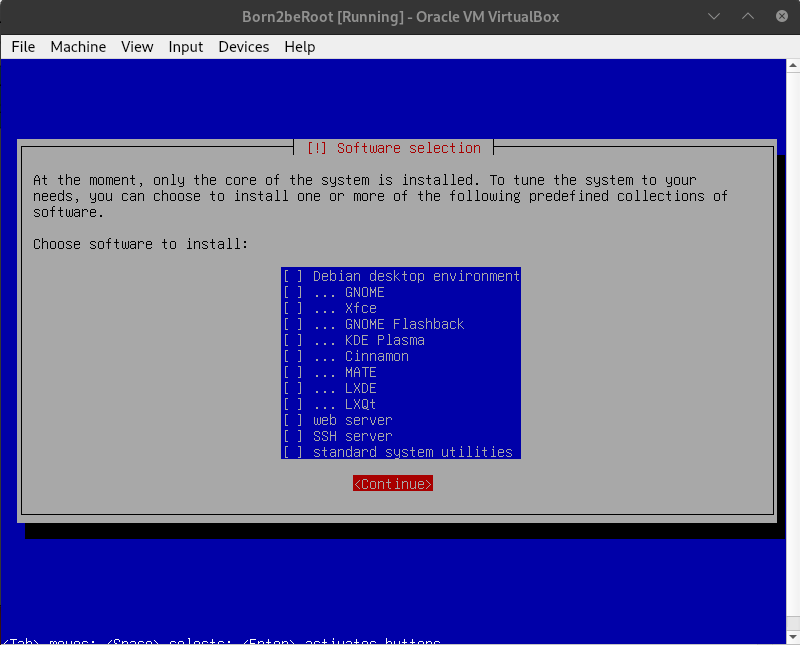 Born2beRoot [Running] - Oracle VM VirtualBox
File Machine View Input Devices Help
[!] Software selection
At the moment, only the core of the system is installed. To tune the system to your
needs, you can choose to install one or more of the following predefined collections of
software.
Choose software to install:
[ ] Debian desktop environment
[ ] ... GNOME
[ ] ... Xfce
[ ] ... GNOME Flashback
[ ] ... KDE Plasma
[ ] ... Cinnamon
[ ] ... MATE
[ ] ... LXDE
[ ] ... LXQt
[ ] web server
[ ] SSH server
[ ] standard system utilities
<Continue>
<Tab> moves; <Space> selects; <Enter> activates buttons